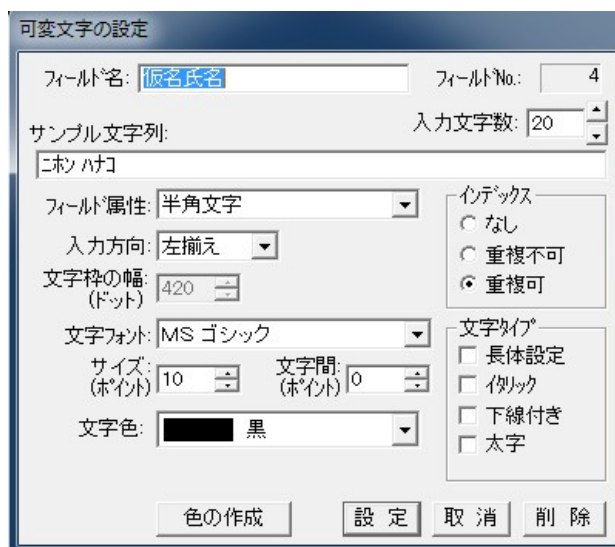 可変文字の設定
フィールド名: 仮名氏名
フィールドNo.: 4
入力文字数: 20
サンプル文字列:
ﾆﾎﾝ ﾊﾅｺ
フィールド属性: 半角文字
入力方向: 左揃え
文字枠の幅: 420
(ドット)
文字フォント: MS ゴシック
サイズ: 10
(ポイント)
文字間: 0
(ポイント)
文字色: 黒
インデックス
なし
重複不可
重複可
文字タイプ
長体設定
イタリック
下線付き
太字
色の作成
設 定
取 消
削 除